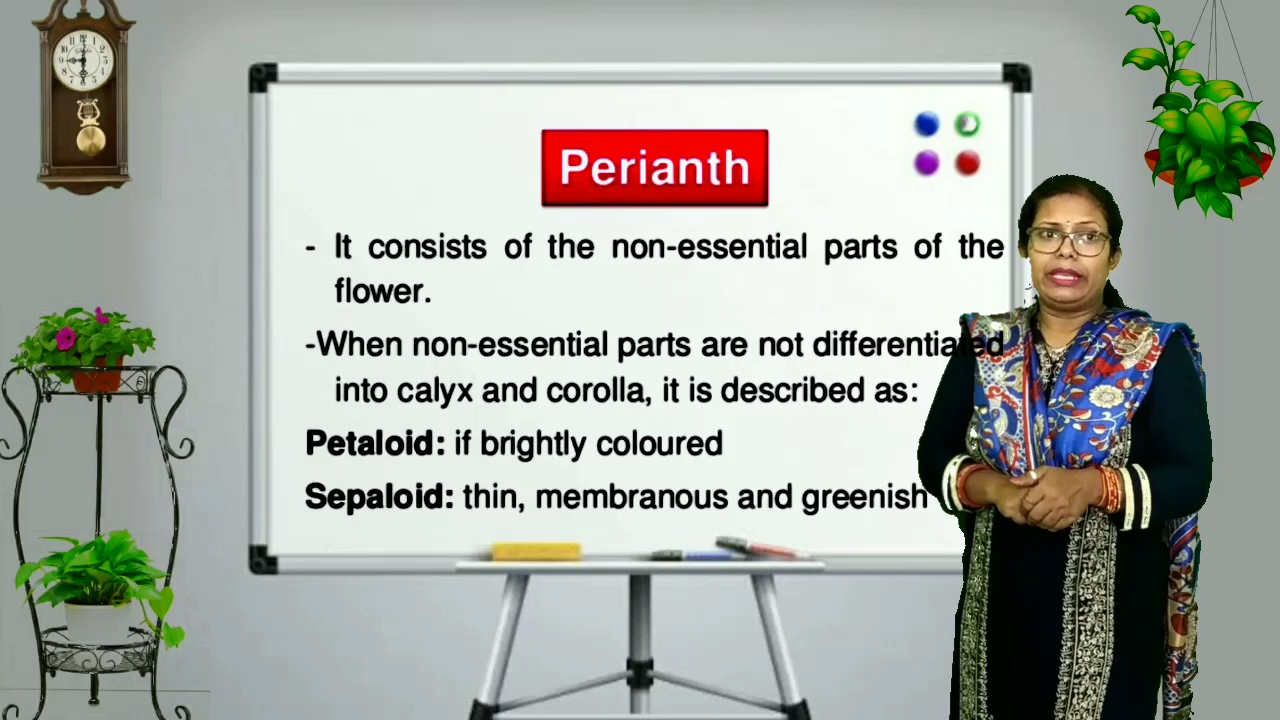 Perianth
- It consists of the non-essential parts of the
flower.
-When non-essential parts are not differentiated
into calyx and corolla, it is described as:
Petaloid: if brightly coloured
Sepaloid: thin, membranous and greenish